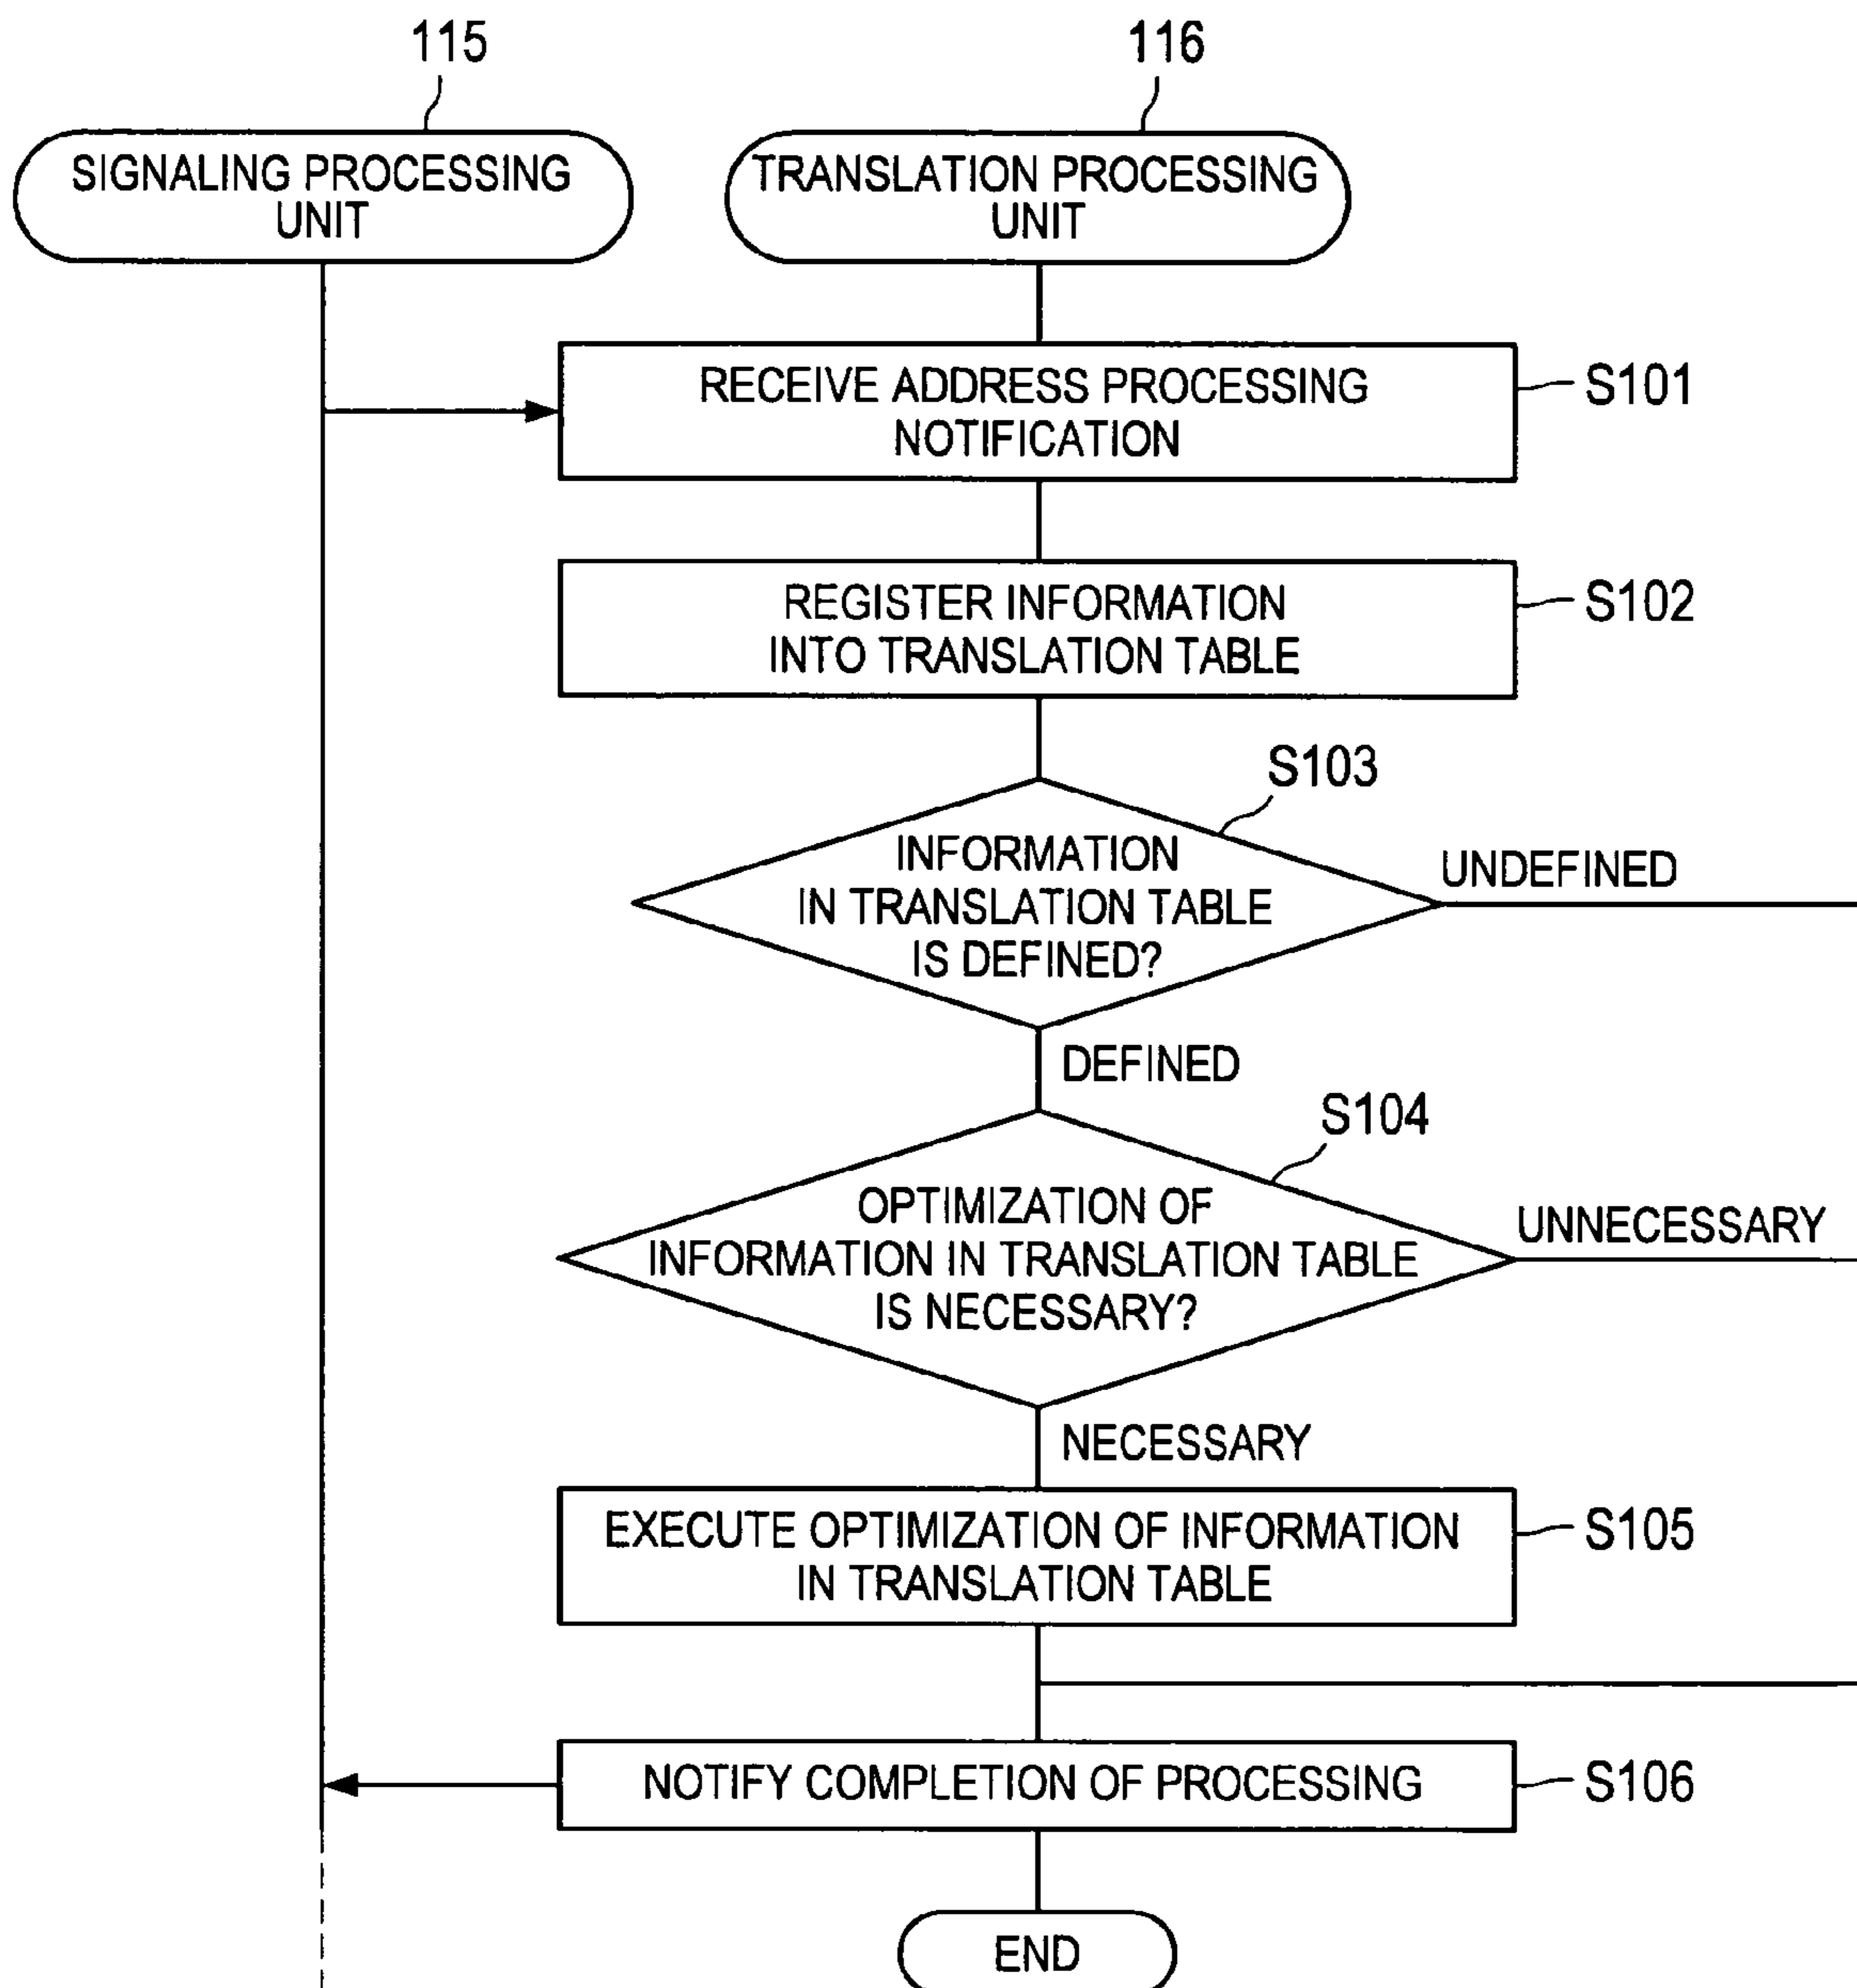 115
116
SIGNALING PROCESSING
UNIT
TRANSLATION PROCESSING
UNIT
RECEIVE ADDRESS PROCESSING
NOTIFICATION
S101
REGISTER INFORMATION
INTO TRANSLATION TABLE
S102
S103
INFORMATION
IN TRANSLATION TABLE
IS DEFINED?
UNDEFINED
DEFINED
S104
OPTIMIZATION OF
INFORMATION IN TRANSLATION TABLE
IS NECESSARY?
UNNECESSARY
NECESSARY
EXECUTE OPTIMIZATION OF INFORMATION
IN TRANSLATION TABLE
S105
NOTIFY COMPLETION OF PROCESSING
S106
END